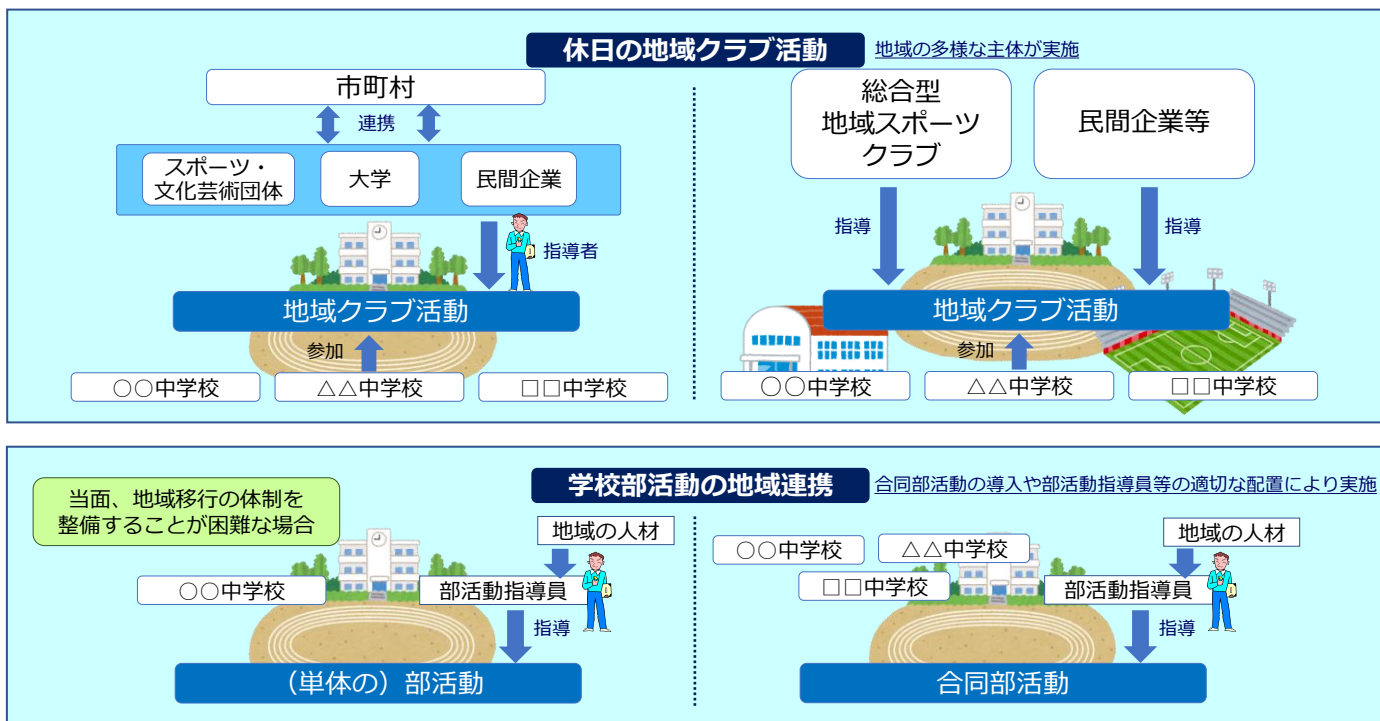 休日の地域クラブ活動
地域の多様な主体が実施
市町村
連携
スポーツ・
文化芸術団体
大学
民間企業
指導者
地域クラブ活動
参加
○○中学校
△△中学校
□□中学校
総合型
地域スポーツ
クラブ
民間企業等
指導
指導
地域クラブ活動
参加
○○中学校
△△中学校
□□中学校
学校部活動の地域連携
合同部活動の導入や部活動指導員等の適切な配置により実施
当面、地域移行の体制を
整備することが困難な場合
地域の人材
○○中学校
部活動指導員
指導
（単体の）部活動
地域の人材
○○中学校
△△中学校
□□中学校
部活動指導員
指導
合同部活動